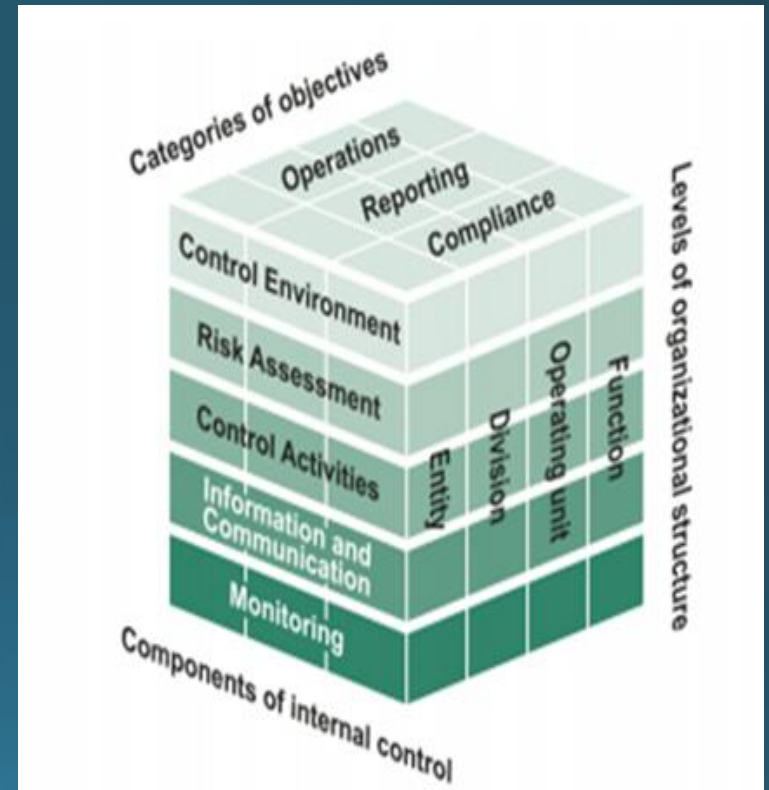 Categories of objectives
Operations
Reporting
Compliance
Control Environment
Risk Assessment
Control Activities
Information and
Communication
Monitoring
Entity
Division
Operating unit
Function
Levels of organizational structure
Components of internal control